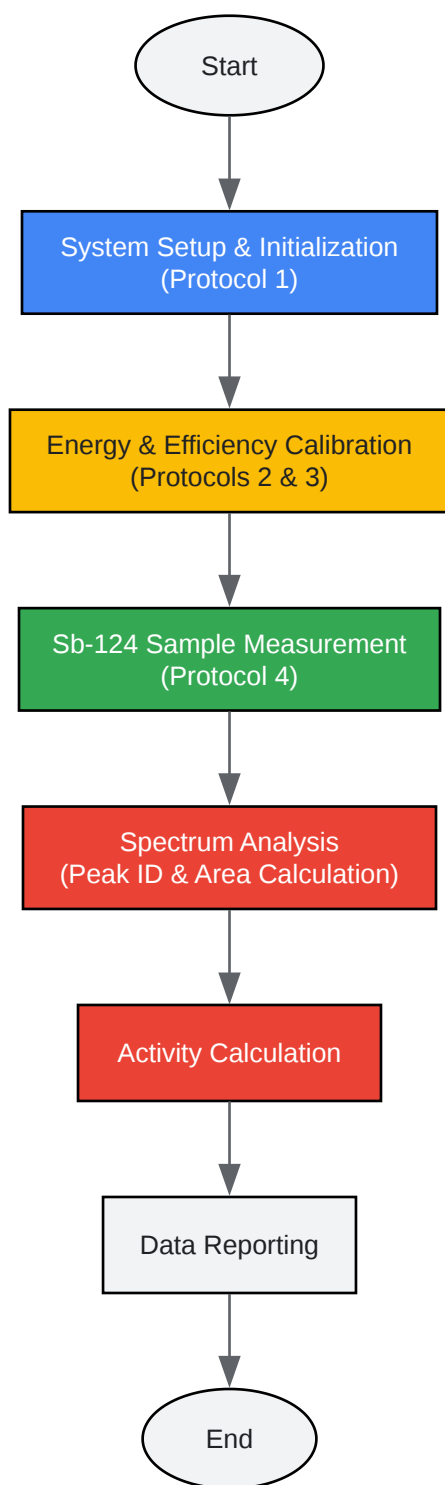 Start
System Setup & Initialization
(Protocol 1)
Energy & Efficiency Calibration
(Protocols 2 & 3)
Sb-124 Sample Measurement
(Protocol 4)
Spectrum Analysis
(Peak ID & Area Calculation)
Activity Calculation
Data Reporting
End